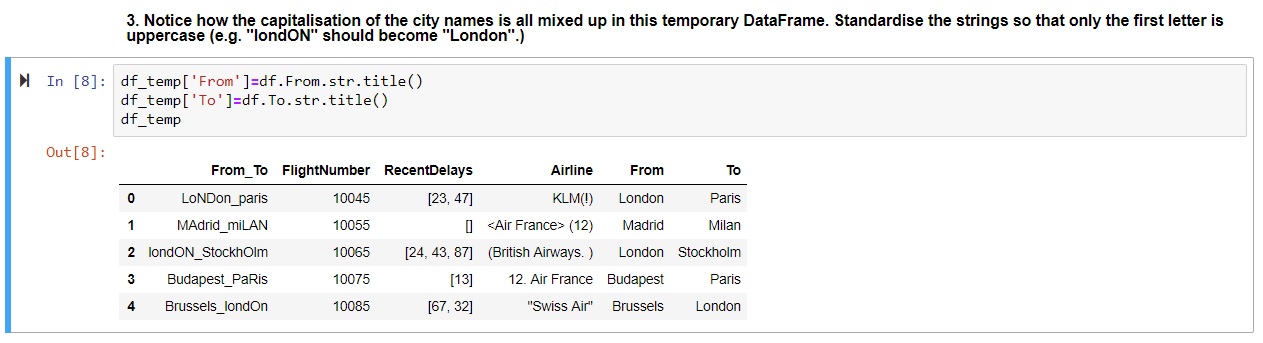 3. Notice how the capitalisation of the city names is all mixed up in this temporary DataFrame. Standardise the strings so that only the first letter is
uppercase (e.g. "londON" should become "London".)
In [8]: df_temp['From']=df.From.str.title()
df_temp['To']=df.To.str.title()
df_temp
Out[8]:
From_To FlightNumber RecentDelays Airline From To
0 LoNDon_paris 10045 [23, 47] KLM(!) London Paris
1 MAdrid_miLAN 10055 [] <Air France> (12) Madrid Milan
2 londON_StockhOlm 10065 [24, 43, 87] (British Airways. ) London Stockholm
3 Budapest_PaRis 10075 [13] 12. Air France Budapest Paris
4 Brussels_londOn 10085 [67, 32] "Swiss Air" Brussels London